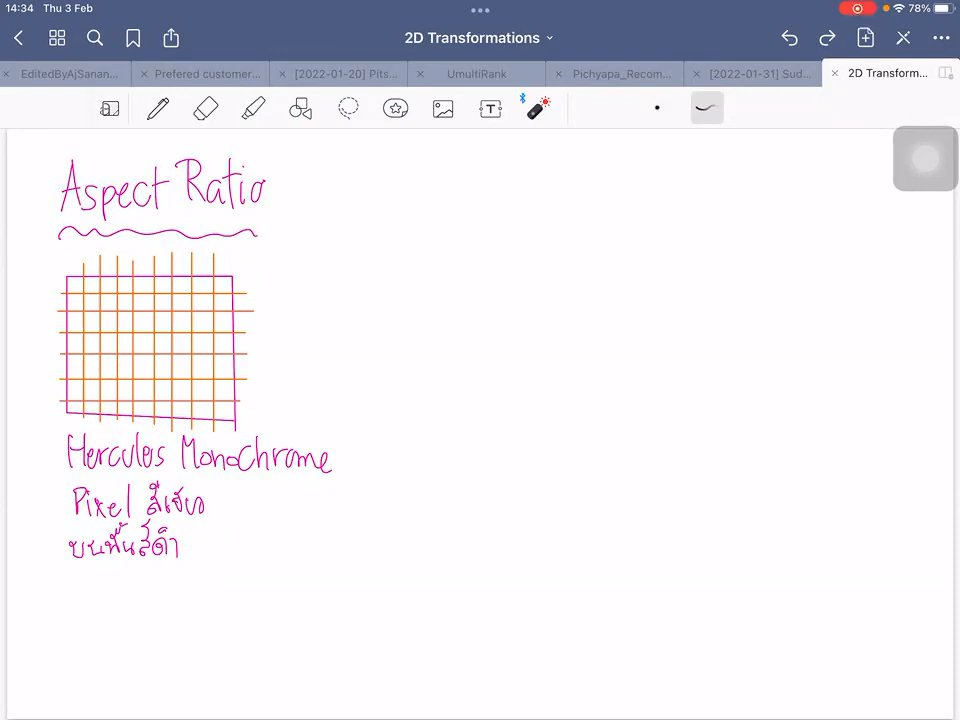 14:34 Thu 3 Feb
78%
2D Transformations
EditedByAjSanan...
Prefered customer...
[2022-01-20] Pits...
UmultiRank
Pichyapa_Recom...
[2022-01-31] Sud...
2D Transform...
Aspect Ratio
Hercules Monochrome
Pixel สีเขียว
บนพื้นสีดำ